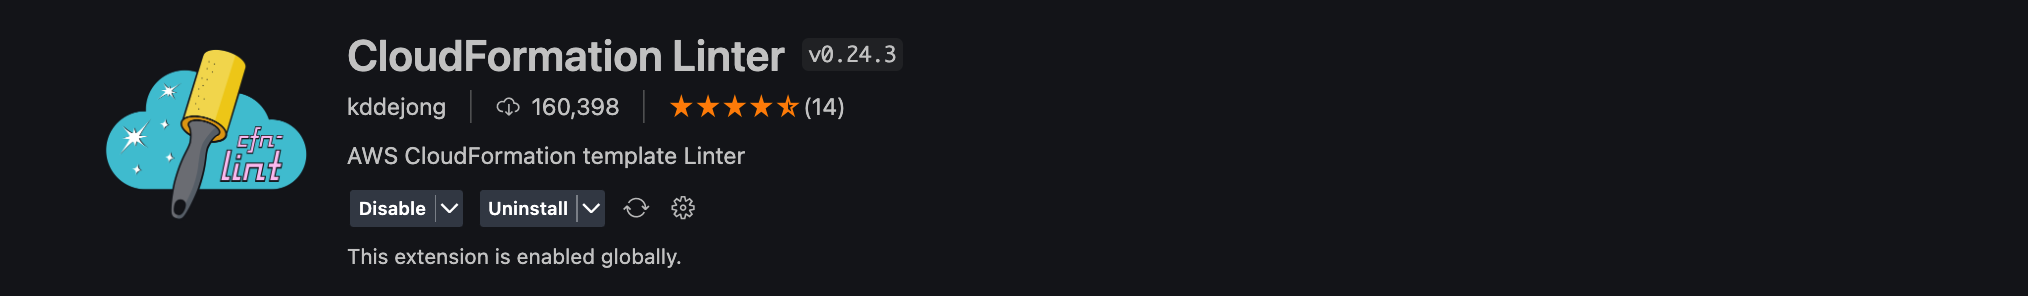 cfn-
lint
CloudFormation Linter v0.24.3
kddejong 160,398 (14)
AWS CloudFormation template Linter
Disable Uninstall
This extension is enabled globally.